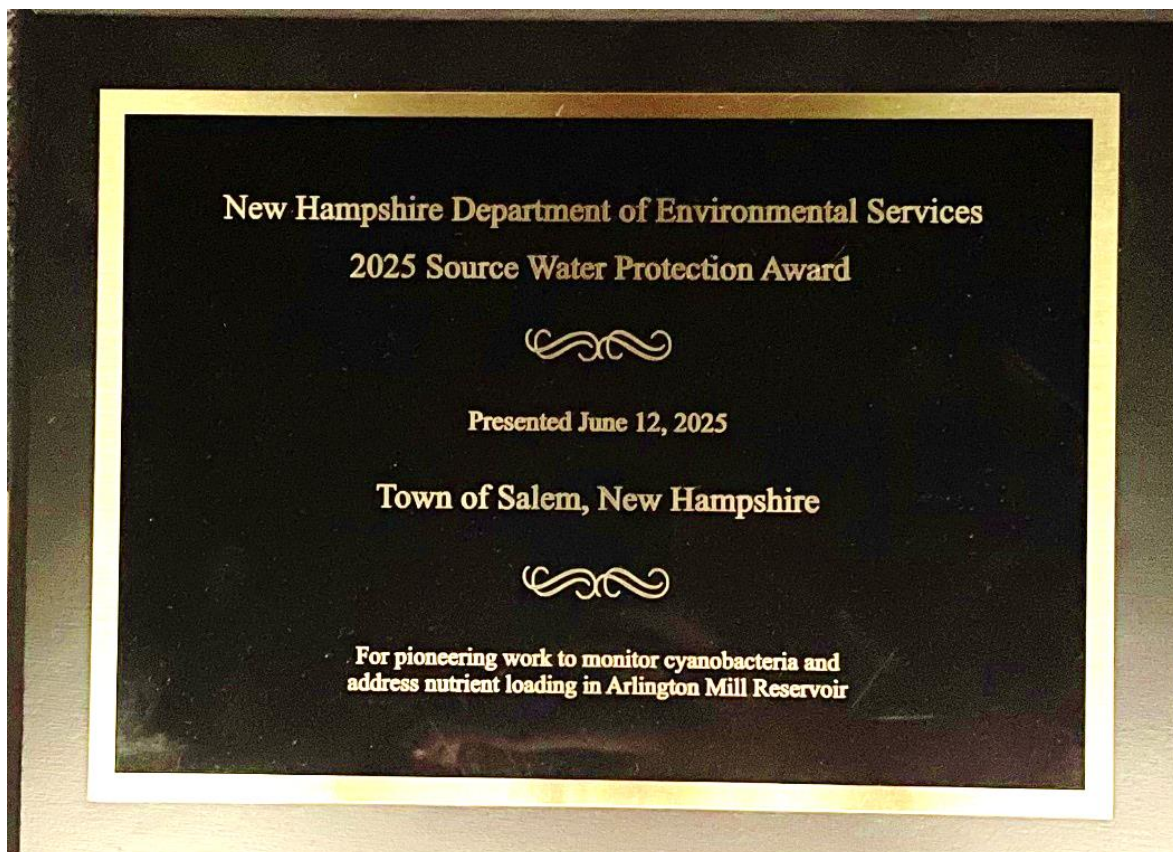 New Hampshire Department of Environmental Services
2025 Source Water Protection Award
Presented June 12, 2025
Town of Salem, New Hampshire
For pioneering work to monitor cyanobacteria and
address nutrient loading in Arlington Mill Reservoir